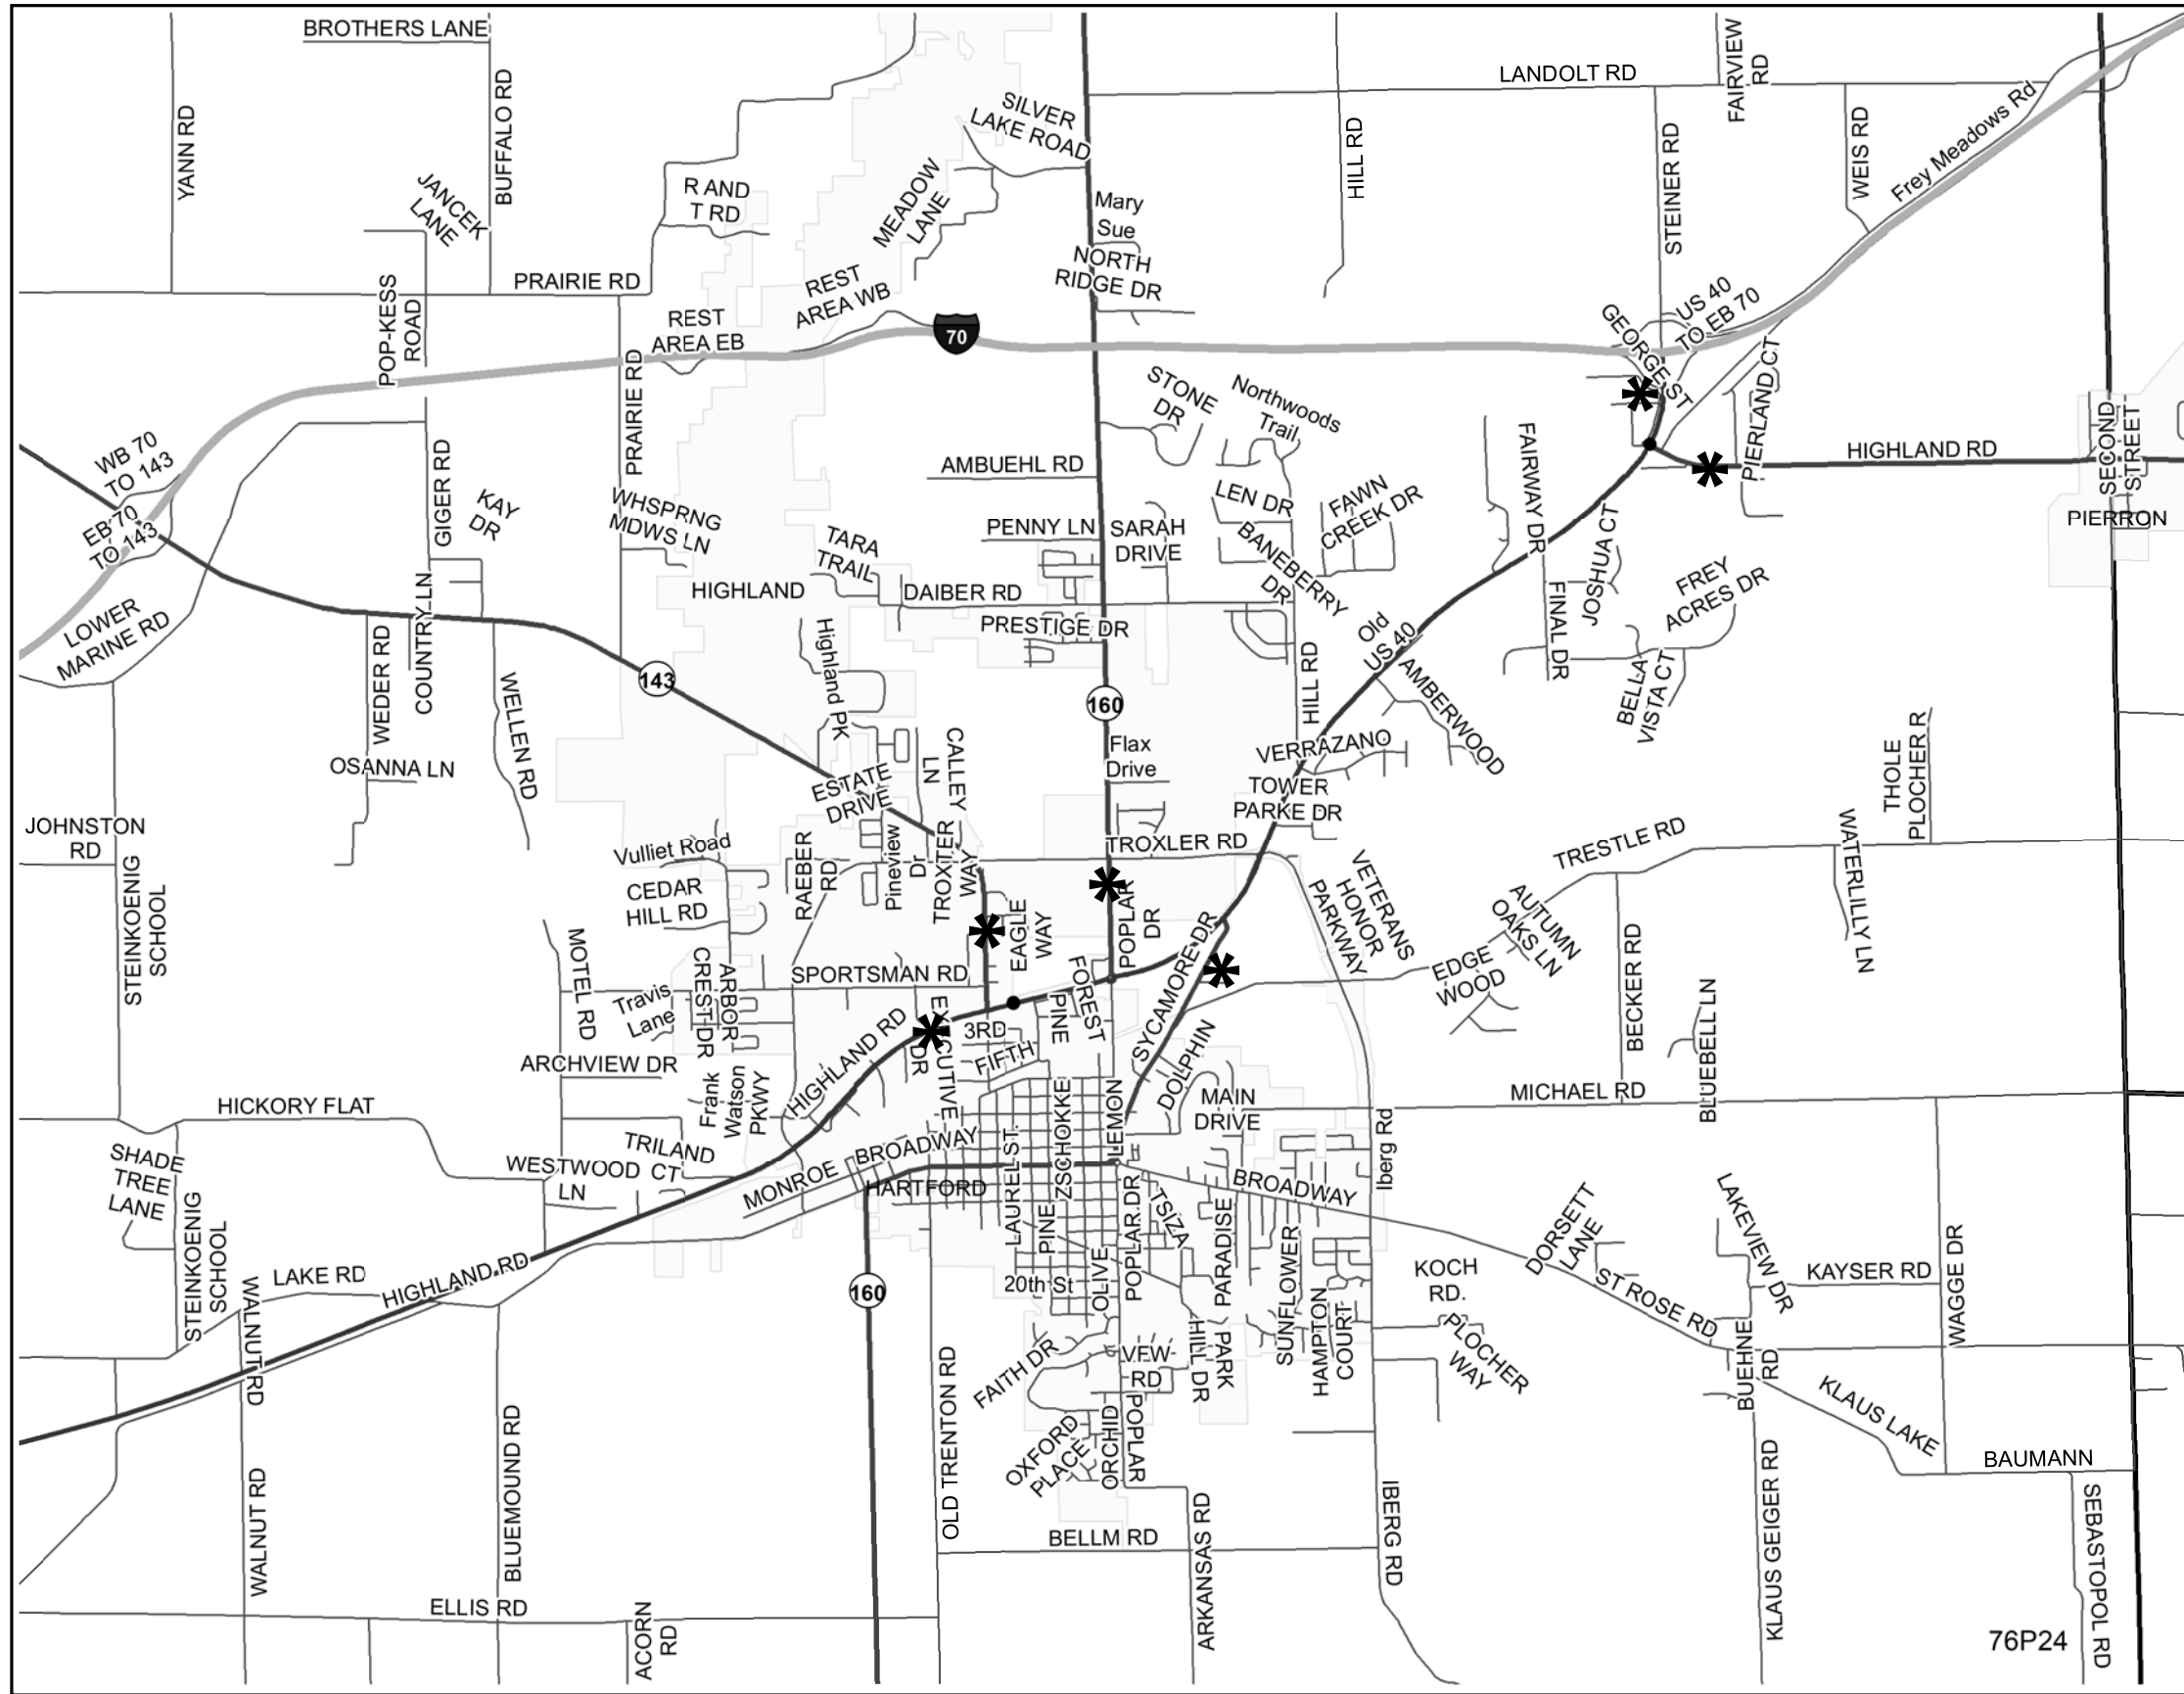 BROTHERS LANE
YANN RD
BUFFALO RD
JANCEK
LANE
SILVER
LAKE ROAD
LANDOLT RD
FAIRVIEW
RD
HILL RD
STEINER RD
WEIS RD
Frey Meadows Rd
R AND
T RD
MEADOW
LANE
Mary
Sue
NORTH
RIDGE DR
PRAIRIE RD
POP-KESS
ROAD
REST
AREA WB
REST
AREA EB
70
US 40
TO EB 70
GEORGE ST
PIERLAND CT
PRAIRIE RD
STONE
DR
Northwoods
Trail
WB 70
TO 143
EB 70
TO 143
GIGER RD
KAY
DR
WHSPRNG
MDWS LN
AMBUEHL RD
LEN DR
FAWN
CREEK DR
FAIRWAY DR
HIGHLAND RD
SECOND
STREET
PIERRON
TARA
TRAIL
PENNY LN
SARAH
DRIVE
BANEBERRY
DR
JOSHUA CT
FREY
ACRES DR
HIGHLAND
DAIBER RD
PRESTIGE DR
FINAL DR
LOWER
MARINE RD
WEDER RD
COUNTRY LN
WELLEN RD
143
Highland PK
160
HILL RD
Old
US 40
AMBERWOOD
BELLA
VISTA CT
OSANNA LN
ESTATE
DRIVE
CALLEY
LN
Flax
Drive
VERRAZANO
TOWER
PARKE DR
THOLE
PLOCHER R
JOHNSTON
RD
STEINKOENIG
SCHOOL
Vulliet Road
CEDAR
HILL RD
RAEBER
RD
Pineview
Dr
TROXTER
WAY
TROXLER RD
TRESTLE RD
WATERLILLY LN
EAGLE
WAY
POPLAR
DR
VETERANS
HONOR
PARKWAY
AUTUMN
OAKS LN
EDGE
WOOD
BECKER RD
BLUEBELL LN
MOTEL RD
Travis
Lane
CREST DR
ARBOR
SPORTSMAN RD
FOREST
PINE
SYCAMORE DR
DOLPHIN
3RD
FIFTH
HIGHLAND RD
DR
ARCHVIEW DR
Frank
Watson
PKWY
HICKORY FLAT
MICHAEL RD
MAIN
DRIVE
LEMON
ZSCHOKKE
Iberg Rd
SHADE
TREE
LANE
TRILAND
CT
WESTWOOD
LN
MONROE
BROADWAY
HARTFORD
LAUREL ST.
PINE
BROADWAY
POPLAR DR
TSIZA
PARADISE
SUNFLOWER
DORSETT
LANE
LAKEVIEW DR
STEINKOENIG
SCHOOL
WALNUT RD
LAKE RD
HIGHLAND RD
160
20th St
OLIVE
KOCH
RD.
ST ROSE RD
KAYSER RD
WAGGE DR
HAMPTON
COURT
PLOCHER
WAY
FAITH DR
VFW
RD
HILL DR
PARK
BUEHNE
RD
KLAUS LAKE
OLD TRENTON RD
OXFORD
PLACE
ORCHID
POPLAR
BAUMANN
WALNUT RD
BLUEMOUND RD
BELLM RD
ARKANSAS RD
IBERG RD
KLAUS GEIGER RD
SEBASTOPOL RD
ELLIS RD
ACORN
RD
76P24